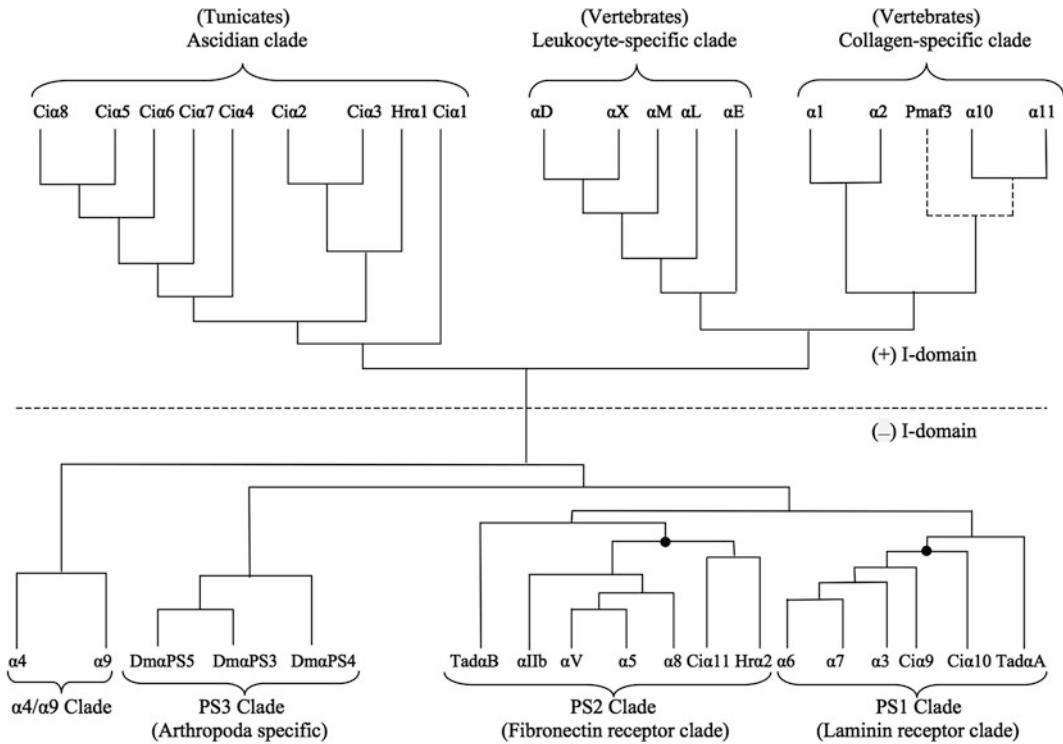 (Tunicates)
Ascidian clade
(Vertebrates)
Leukocyte-specific clade
(Vertebrates)
Collagen-specific clade
Ciα8 Ciα5 Ciα6 Ciα7 Ciα4 Ciα2 Ciα3 Hrα1 Ciα1
αD αX αM αL αE
α1 α2 Pmaf3 α10 α11
(+) I-domain
(–) I-domain
α4 α9
DmαPS5 DmαPS3 DmαPS4
TadαB αIIb αV α5 α8 Ciα11 Hrα2
α6 α7 α3 Ciα9 Ciα10 TadαA
α4/α9 Clade
PS3 Clade
(Arthropoda specific)
PS2 Clade
(Fibronectin receptor clade)
PS1 Clade
(Laminin receptor clade)